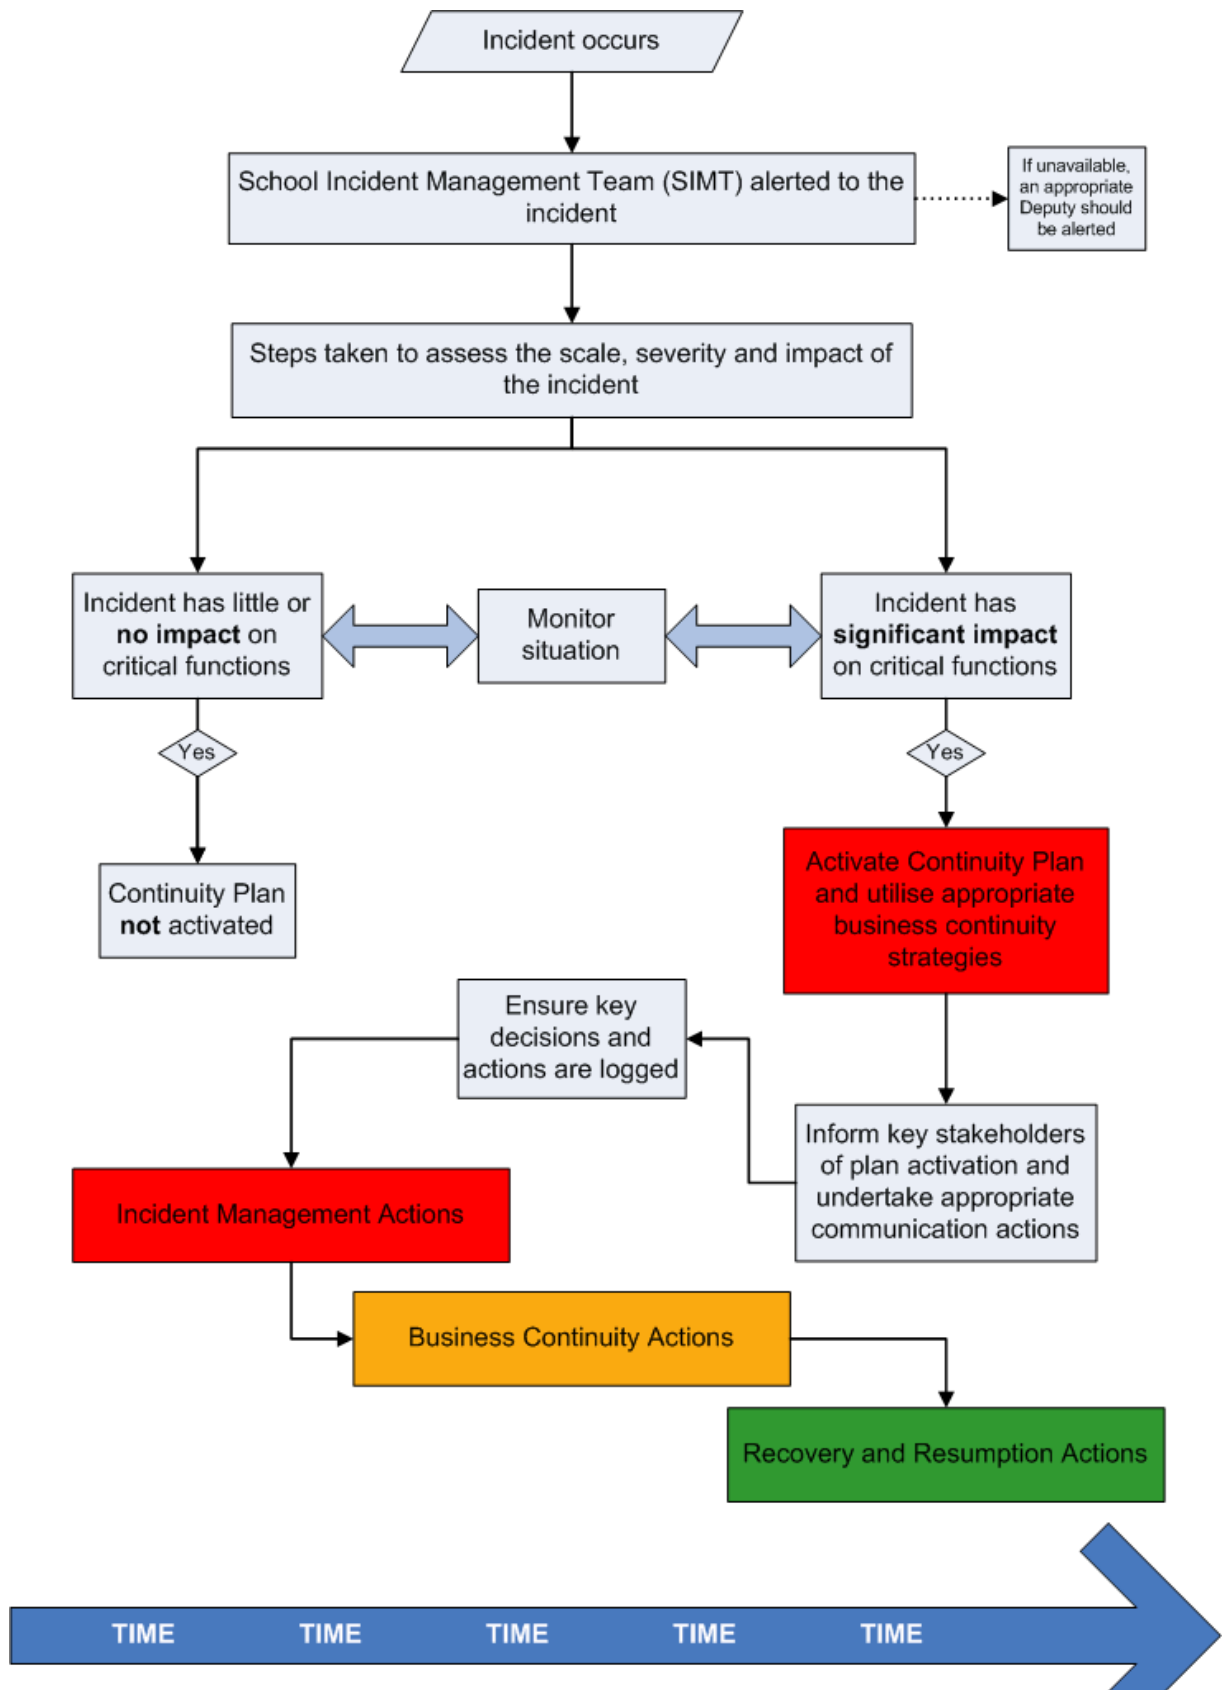 Incident occurs
School Incident Management Team (SIMT) alerted to the
incident
If unavailable,
an appropriate
Deputy should
be alerted
Steps taken to assess the scale, severity and impact of
the incident
Incident has little or
no impact on
critical functions
Monitor
situation
Incident has
significant impact
on critical functions
Yes
Yes
Continuity Plan
not activated
Activate Continuity Plan
and utilise appropriate
business continuity
strategies
Ensure key
decisions and
actions are logged
Inform key stakeholders
of plan activation and
undertake appropriate
communication actions
Incident Management Actions
Business Continuity Actions
Recovery and Resumption Actions
TIME TIME TIME TIME TIME